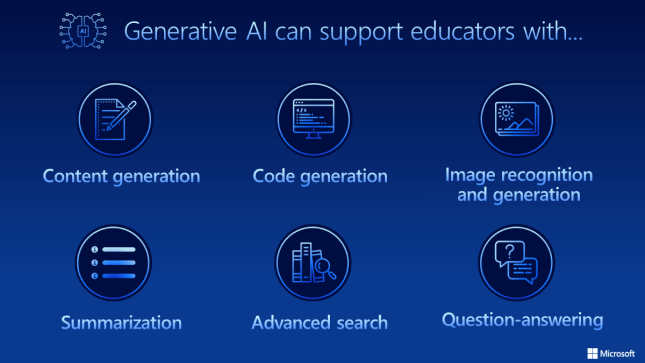 AI
Generative AI can support educators with...
Content generation
Code generation
Image recognition
and generation
Summarization
Advanced search
?
Question-answering
Microsoft